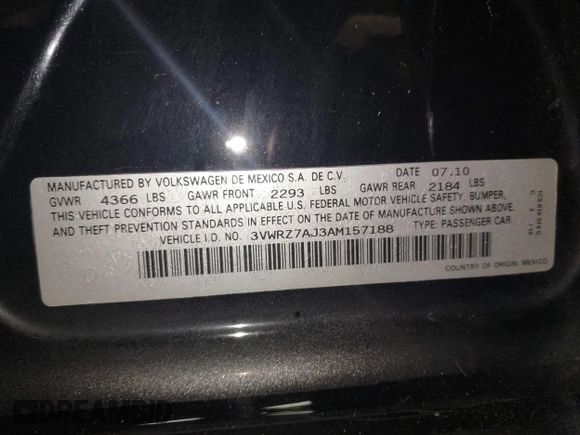 MANUFACTURED BY VOLKSWAGEN DE MEXICO S.A. DE C.V. DATE 07.10
GVWR 4366 LBS GAWR FRONT 2293 LBS GAWR REAR 2184 LBS
THIS VEHICLE CONFORMS TO ALL APPLICABLE U.S. FEDERAL MOTOR VEHICLE SAFETY, BUMPER,
AND THEFT PREVENTION STANDARDS IN EFFECT ON THE DATE OF MANUFACTURE SHOWN ABOVE.
VEHICLE I.D. NO. 3VWRZ7AJ3AM157188 TYPE: PASSENGER CAR
COUNTRY OF ORIGIN: MEXICO
DREAMBID